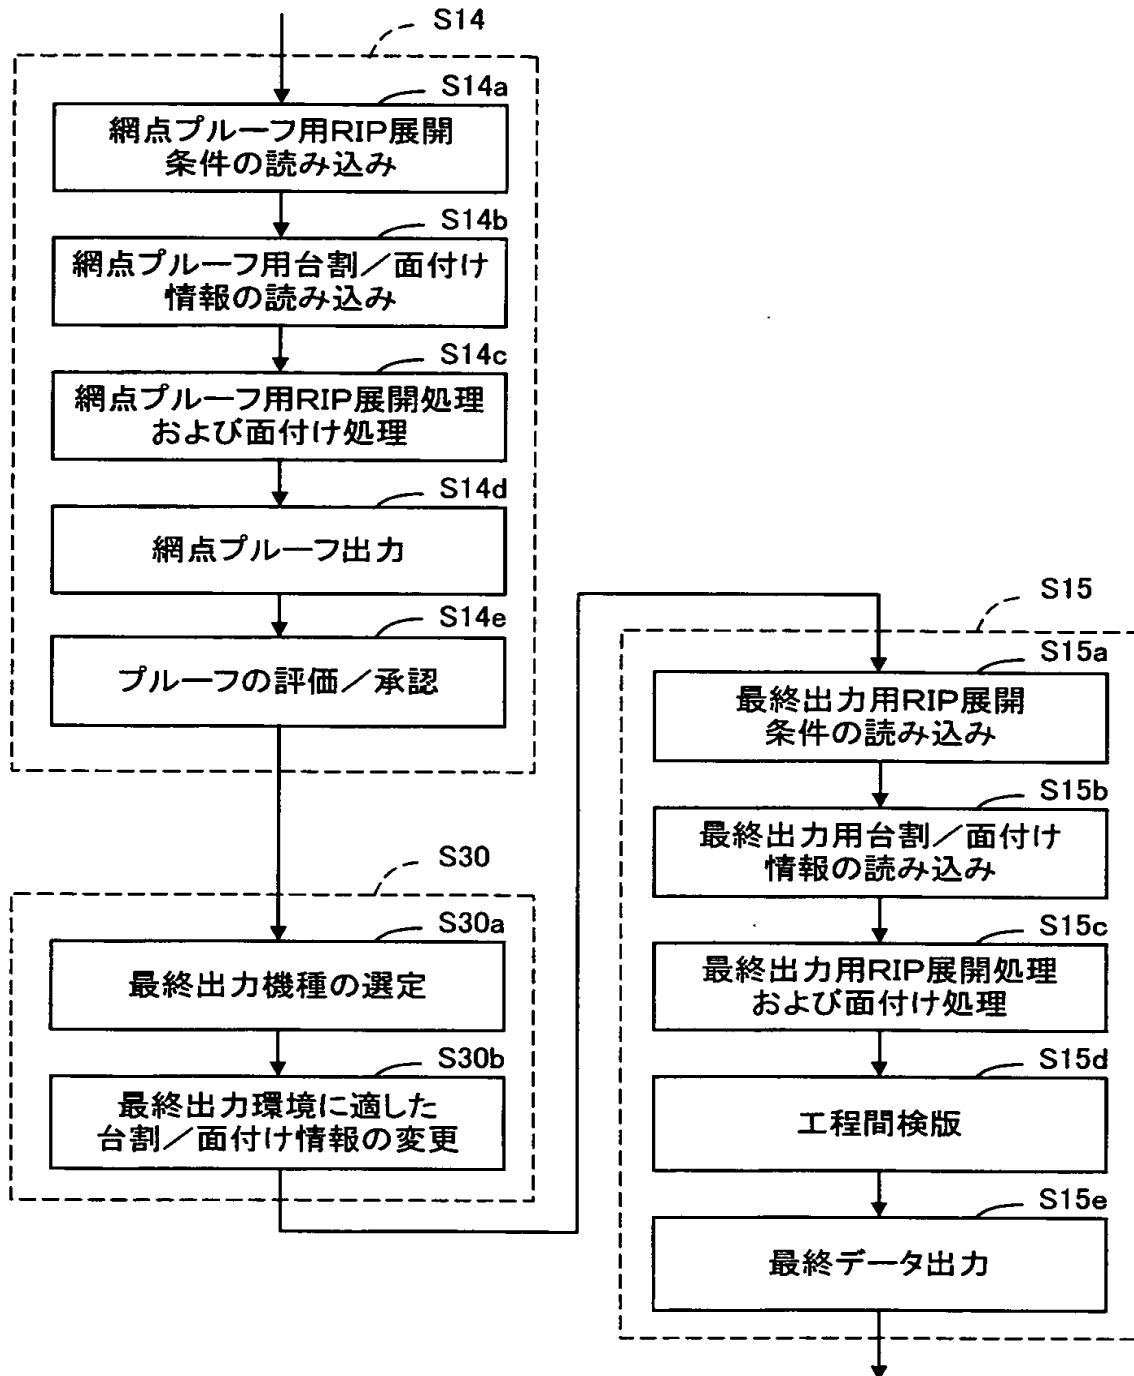 S14
S14a
網点プルーフ用RIP展開
条件の読み込み
S14b
網点プルーフ用台割／面付け
情報の読み込み
S14c
網点プルーフ用RIP展開処理
および面付け処理
S14d
網点プルーフ出力
S14e
プルーフの評価／承認
S30
S30a
最終出力機種の選定
S30b
最終出力環境に適した
台割／面付け情報の変更
S15
S15a
最終出力用RIP展開
条件の読み込み
S15b
最終出力用台割／面付け
情報の読み込み
S15c
最終出力用RIP展開処理
および面付け処理
S15d
工程間検版
S15e
最終データ出力